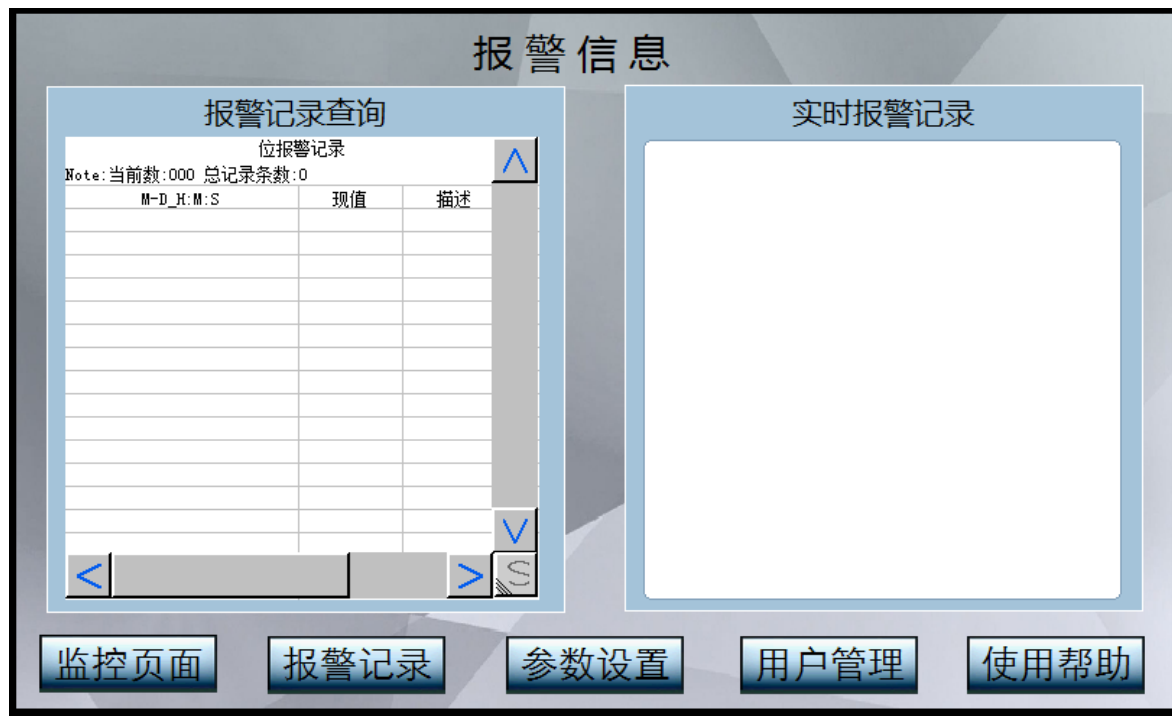 报警信息
报警记录查询
位报警记录
Note:当前数:000 总记录条数:0
M-D_H:M:S 现值 描述
S
实时报警记录
监控页面 报警记录 参数设置 用户管理 使用帮助